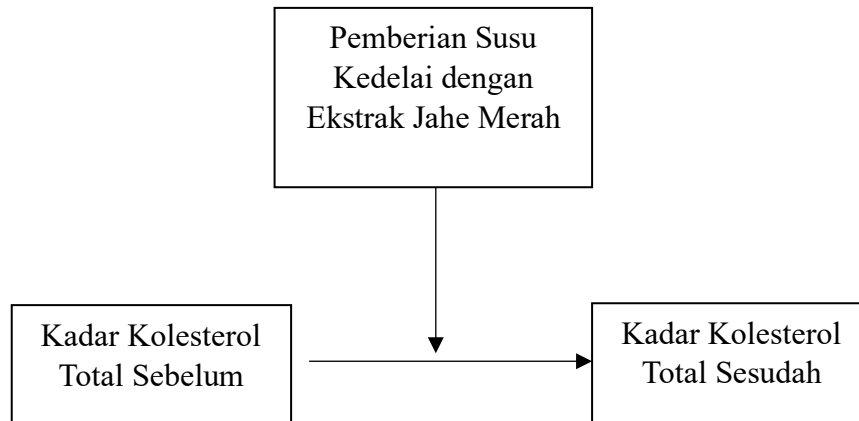 Pemberian Susu
Kedelai dengan
Ekstrak Jahe Merah
Kadar Kolesterol
Total Sebelum
Kadar Kolesterol
Total Sesudah